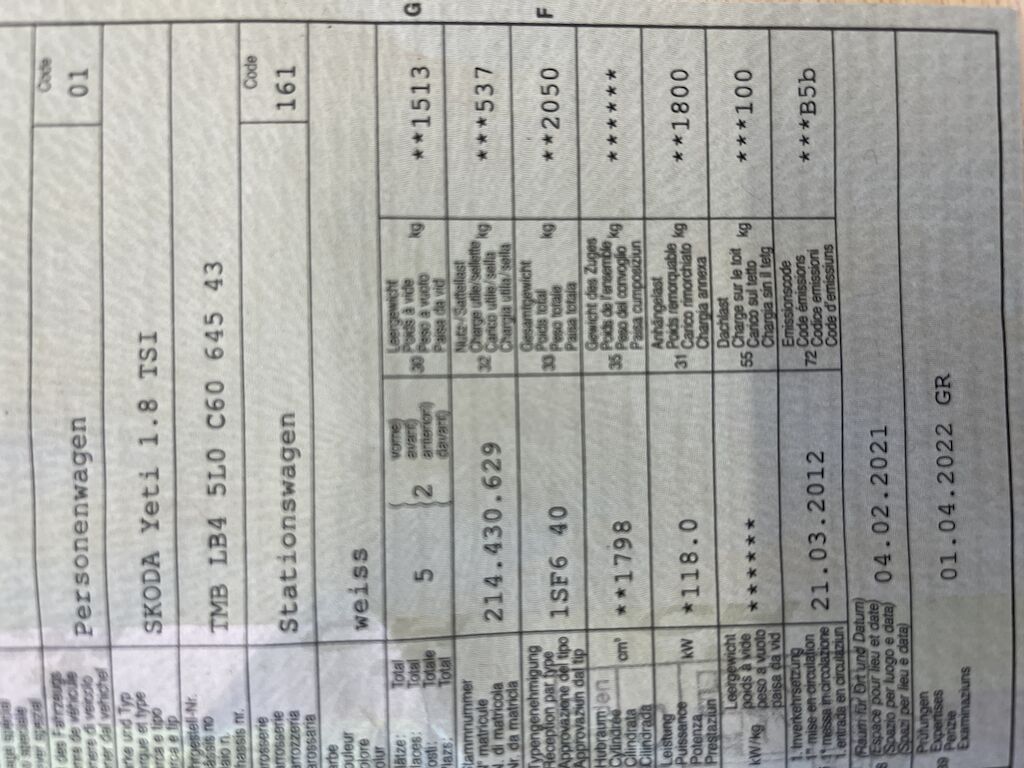 des Fahrzeugs
Code
Personenwagen
01
SKODA Yeti 1.8 TSI
TMB LB4 5L0 C60 645 43
Code
Stationswagen
161
Weiss
Total
Total
Totale
Total
5
2
vorne)
avant)
anteriori)
davant)
Leergewicht
Poids à vide
30 Peso a vuoto kg
Paisa da vid
**1513
G
214.430.629
Nutz-/Sattellast
Charge utile/sellette
32 Carico utile/sella kg
Chargia utila/sella
***537
Typengenehmigung
Réception par type
Approvazione del tipo
Approvaziun dal tip
1SF6 40
Gesamtgewicht
Poids total
33 Peso totale kg
Paisa totala
**2050
F
Hubraum
Cylindrée
Cilindrata
cm³
**1798
Gewicht des Zuges
Poids de l'ensemble
35 Peso del convoglio kg
Paisa cumposiziun
******
Leistung
Puissance
Potenza
Prestaziun
kW
*118.0
Anhängelast
Poids remorquable
31 Carico rimorchiato kg
Chargia annexa
**1800
Leergewicht
poids à vide
kW/kg peso a vuoto
paisa da vid
******
Dachlast
Charge sur le toit
55 Carico sul tetto kg
Chargia sin il tetg
***100
1. Inverkehrsetzung
1re mise en circulation
1a messa in circolazione
entrada en circulaziun
21.03.2012
Emissionscode
Code émissions
72 Codice emissioni
Code d'emissiuns
***B5b
(Raum für Ort und Datum)
(Espace pour lieu et date)
(Spazio per luogo e data)
(Spazi per lieu e data)
04.02.2021
Prüfungen
Expertises
Perizie
Examinaziuns
01.04.2022 GR